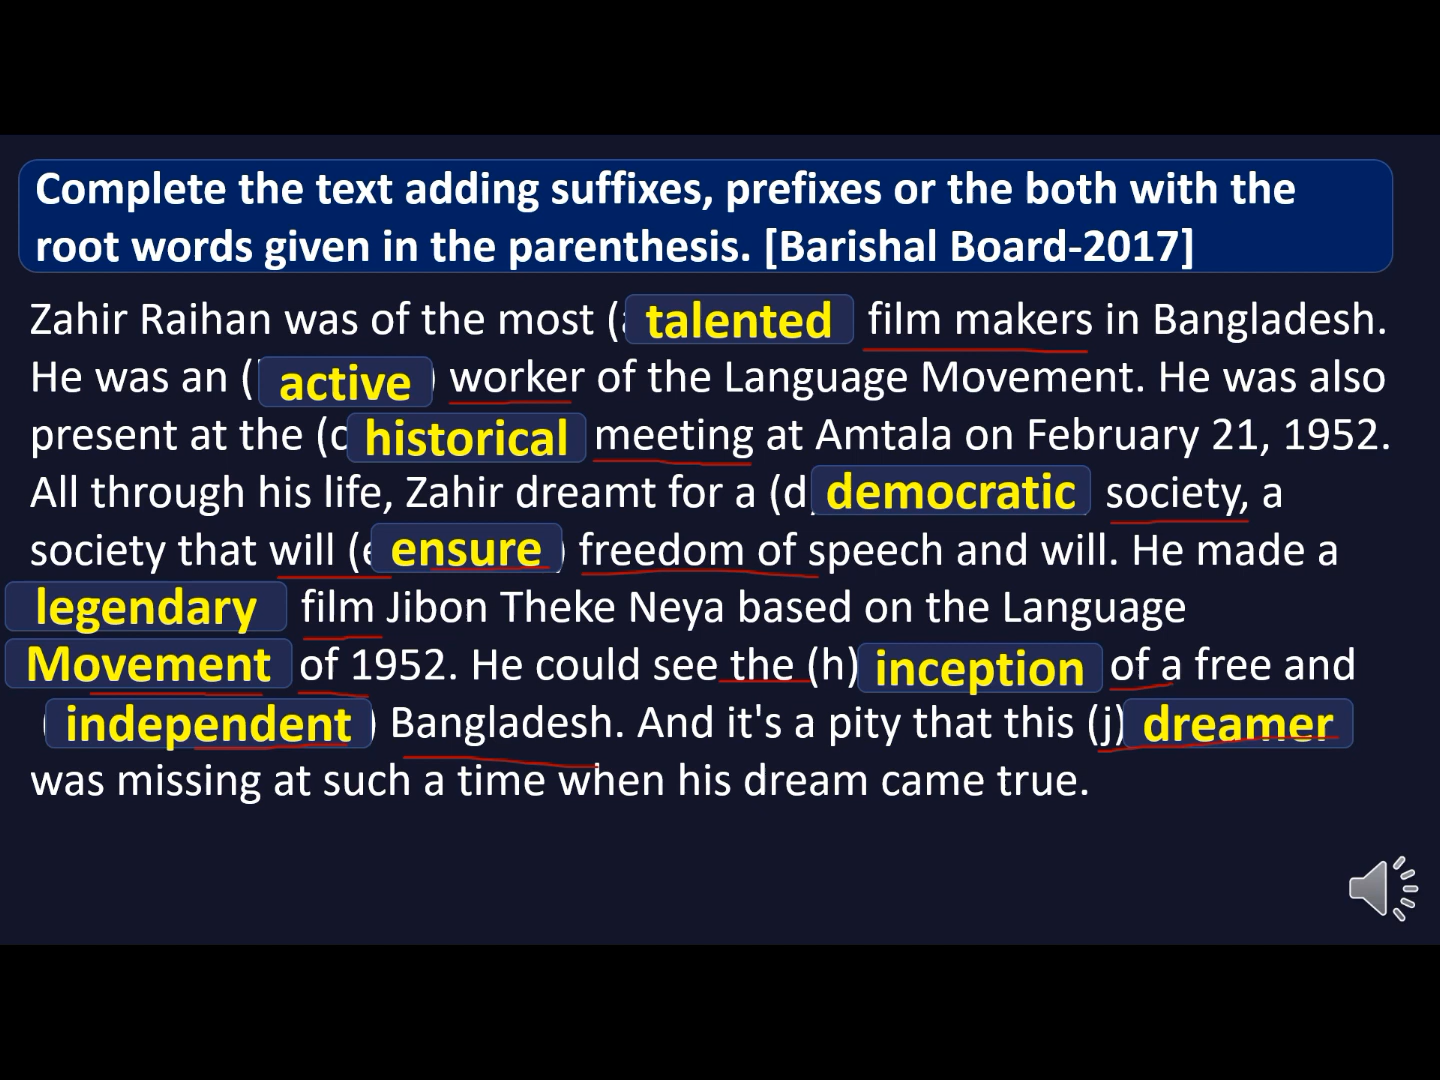 Complete the text adding suffixes, prefixes or the both with the
root words given in the parenthesis. [Barishal Board-2017]
Zahir Raihan was of the most (a talented film makers in Bangladesh.
He was an ( active ) worker of the Language Movement. He was also
present at the (c historical meeting at Amtala on February 21, 1952.
All through his life, Zahir dreamt for a (d) democratic society, a
society that will (e ensure ) freedom of speech and will. He made a
legendary film Jibon Theke Neya based on the Language
Movement of 1952. He could see the (h) inception of a free and
( independent ) Bangladesh. And it's a pity that this (j) dreamer
was missing at such a time when his dream came true.